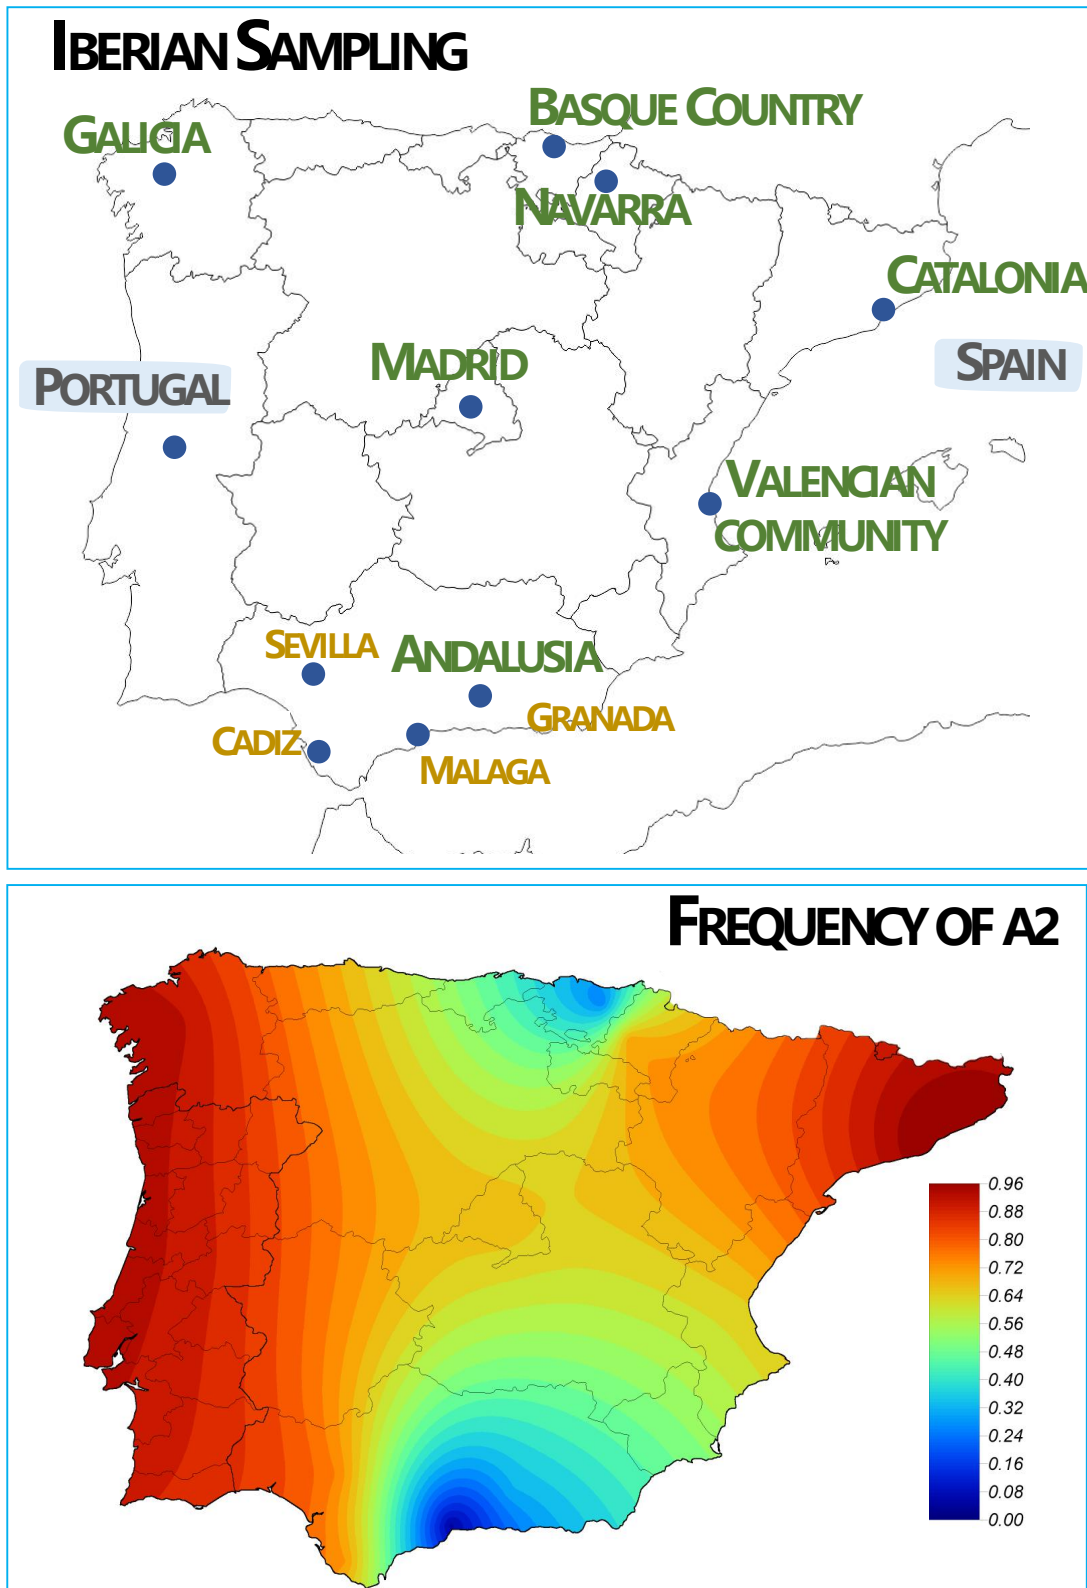 IBERIAN SAMPLING
BASQUE COUNTRY
GALICIA
NAVARRA
CATALONIA
MADRID
SPAIN
PORTUGAL
VALENCIAN
COMMUNITY
SEVILLA
ANDALUSIA
GRANADA
CADIZ
MALAGA
FREQUENCY OF A2
0.96
0.88
0.80
0.72
0.64
0.56
0.48
0.40
0.32
0.24
0.16
0.08
0.00